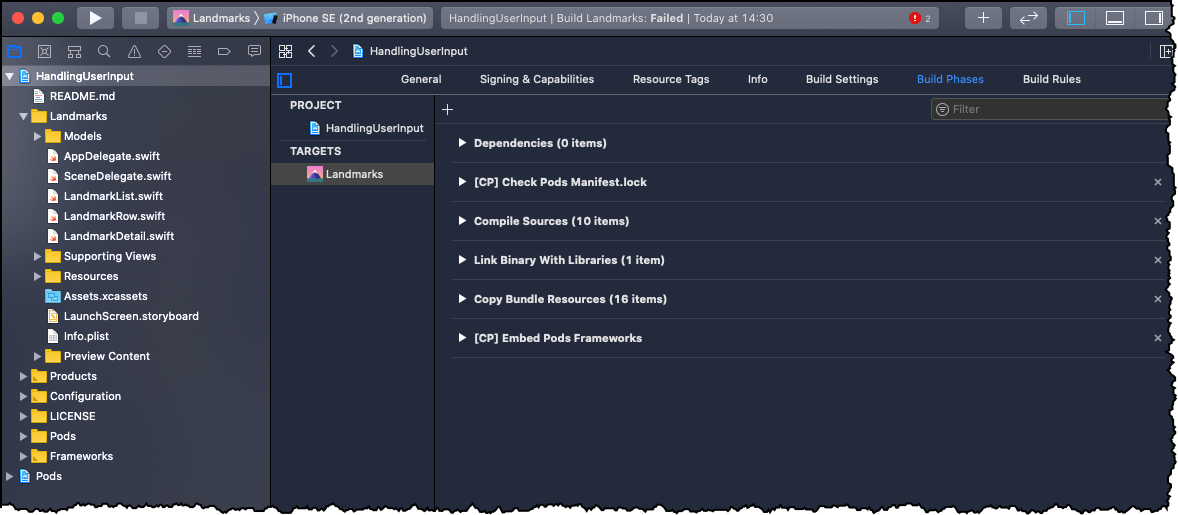 Landmarks 〉 iPhone SE (2nd generation)
HandlingUserInput | Build Landmarks: Failed | Today at 14:30
2
HandlingUserInput
README.md
Landmarks
Models
AppDelegate.swift
SceneDelegate.swift
LandmarkList.swift
LandmarkRow.swift
LandmarkDetail.swift
Supporting Views
Resources
Assets.xcassets
LaunchScreen.storyboard
Info.plist
Preview Content
Products
Configuration
LICENSE
Pods
Frameworks
Pods
HandlingUserInput
General Signing & Capabilities Resource Tags Info Build Settings Build Phases Build Rules
PROJECT
HandlingUserInput
TARGETS
Landmarks
Filter
Dependencies (0 items)
[CP] Check Pods Manifest.lock
Compile Sources (10 items)
Link Binary With Libraries (1 item)
Copy Bundle Resources (16 items)
[CP] Embed Pods Frameworks